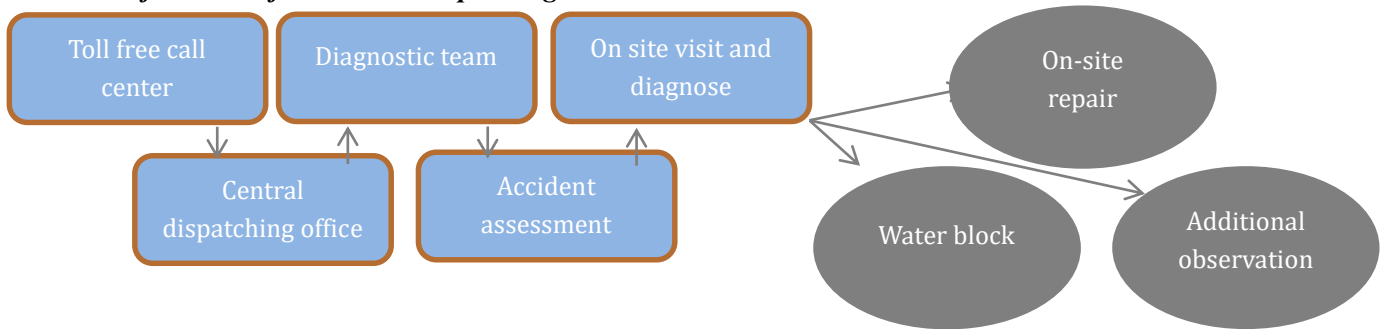 Toll free call
center
Diagnostic team
On site visit and
diagnose
On-site
repair
Central
dispatching office
Accident
assessment
Water block
Additional
observation